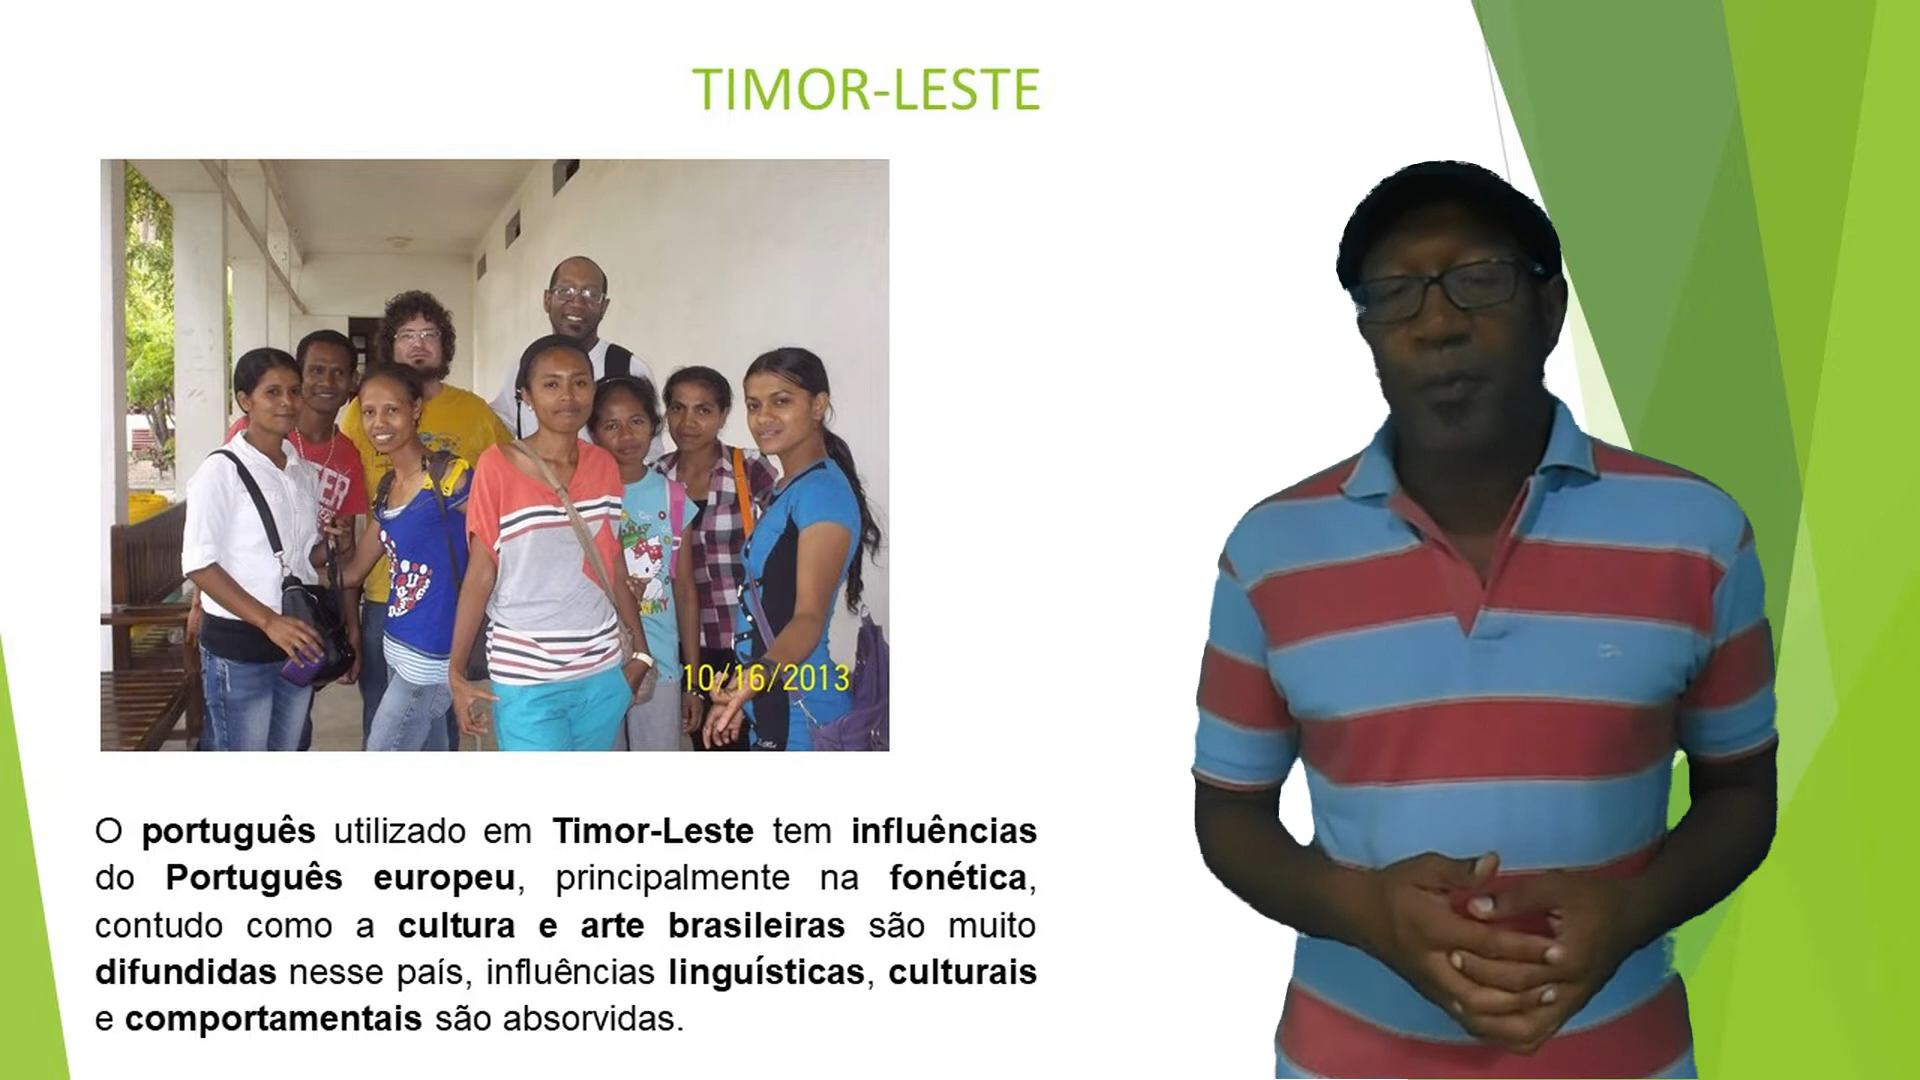 TIMOR-LESTE
10/16/2013
O português utilizado em Timor-Leste tem influências
do Português europeu, principalmente na fonética,
contudo como a cultura e arte brasileiras são muito
difundidas nesse país, influências linguísticas, culturais
e comportamentais são absorvidas.